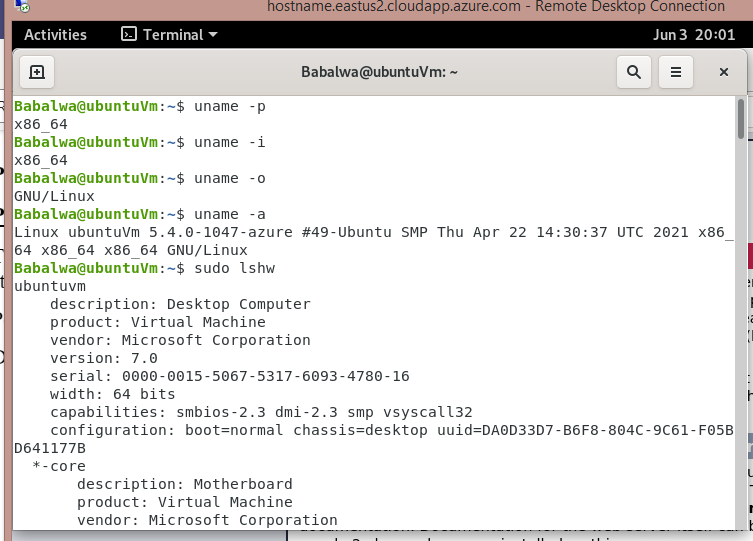 hostname.eastus2.cloudapp.azure.com - Remote Desktop Connection
Activities Terminal Jun 3 20:01
Babalwa@ubuntuVm: ~
Babalwa@ubuntuVm:~$ uname -p
x86_64
Babalwa@ubuntuVm:~$ uname -i
x86_64
Babalwa@ubuntuVm:~$ uname -o
GNU/Linux
Babalwa@ubuntuVm:~$ uname -a
Linux ubuntuVm 5.4.0-1047-azure #49-Ubuntu SMP Thu Apr 22 14:30:37 UTC 2021 x86_
64 x86_64 x86_64 GNU/Linux
Babalwa@ubuntuVm:~$ sudo lshw
ubuntuvm
description: Desktop Computer
product: Virtual Machine
vendor: Microsoft Corporation
version: 7.0
serial: 0000-0015-5067-5317-6093-4780-16
width: 64 bits
capabilities: smbios-2.3 dmi-2.3 smp vsyscall32
configuration: boot=normal chassis=desktop uuid=DA0D33D7-B6F8-804C-9C61-F05B
D641177B
*-core
description: Motherboard
product: Virtual Machine
vendor: Microsoft Corporation